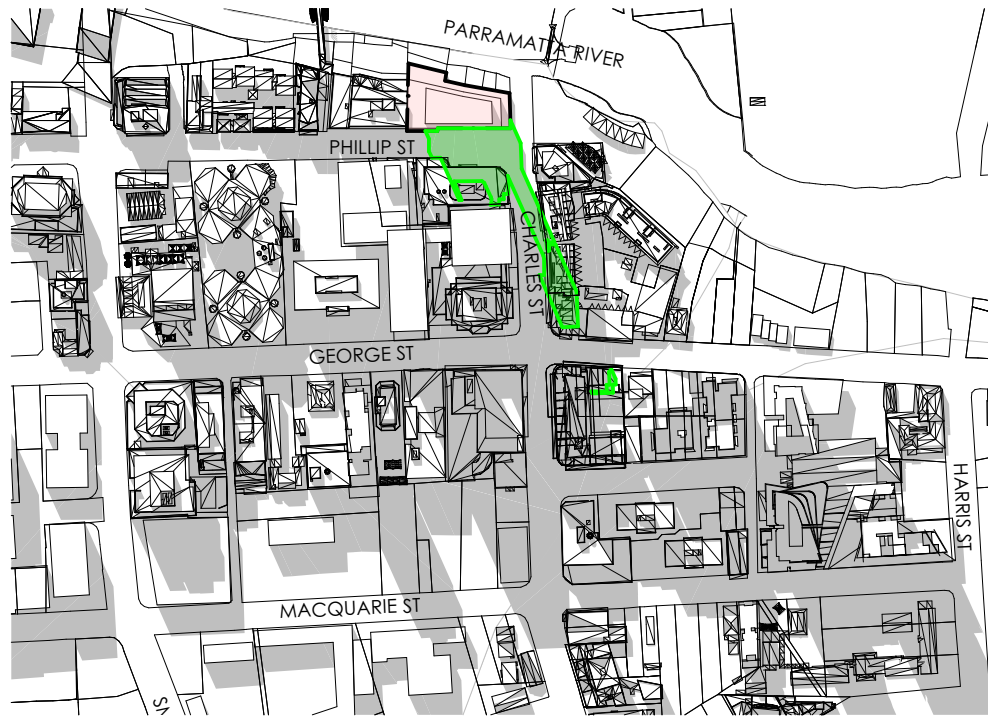 PARRAMATTA RIVER
PHILLIP ST
CHARLES ST
GEORGE ST
HARRIS ST
MACQUARIE ST